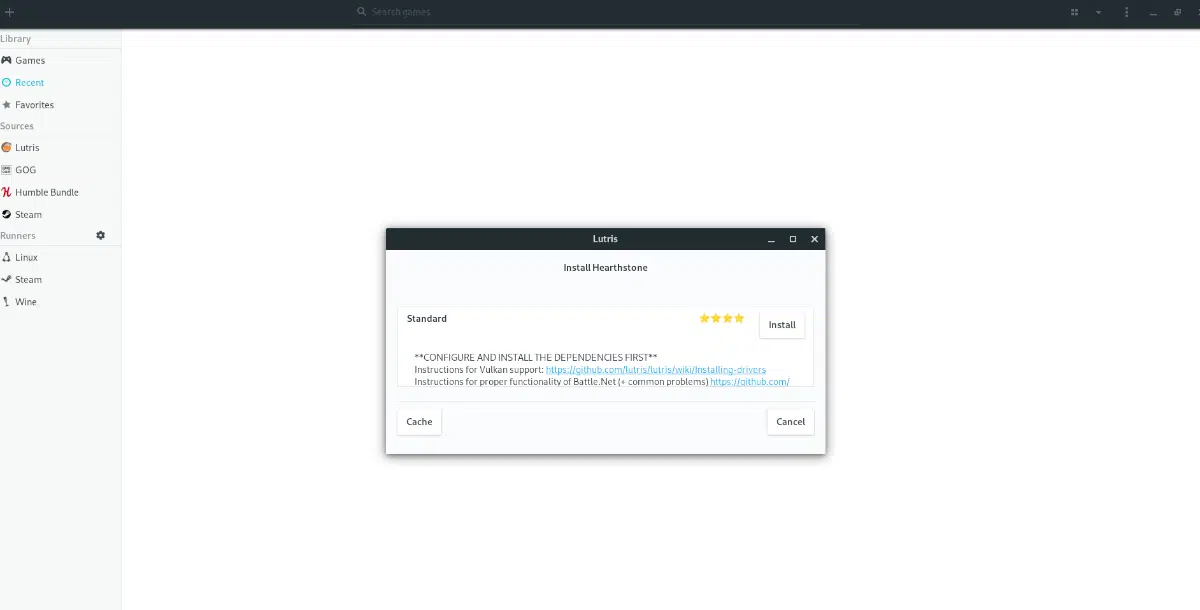 Search games
Library
Games
Recent
Favorites
Sources
Lutris
GOG
Humble Bundle
Steam
Runners
Linux
Steam
Wine
Lutris
Install Hearthstone
Standard
Install
**CONFIGURE AND INSTALL THE DEPENDENCIES FIRST**
Instructions for Vulkan support: https://github.com/lutris/lutris/wiki/Installing-drivers
Instructions for proper functionality of Battle.Net (+ common problems) https://github.com/
Cache
Cancel